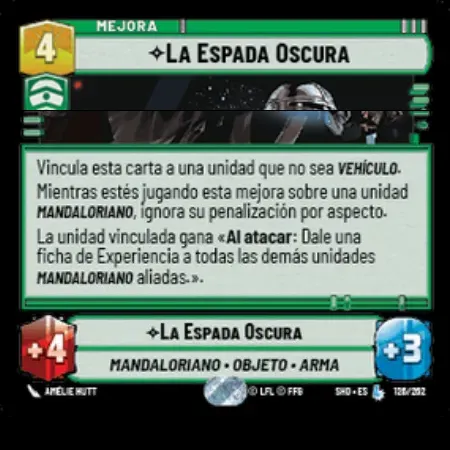 MEJORA
4
LA ESPADA OSCURA
Vincula esta carta a una unidad que no sea VEHÍCULO.
Mientras estés jugando esta mejora sobre una unidad
MANDALORIANO, ignora su penalización por aspecto.
La unidad vinculada gana «Al atacar: Dale una
ficha de Experiencia a todas las demás unidades
MANDALORIANO aliadas.».
+4
LA ESPADA OSCURA
+3
MANDALORIANO • OBJETO • ARMA
AMÉLIE HUTT
© LFL © FFG
SHD • ES
126/262